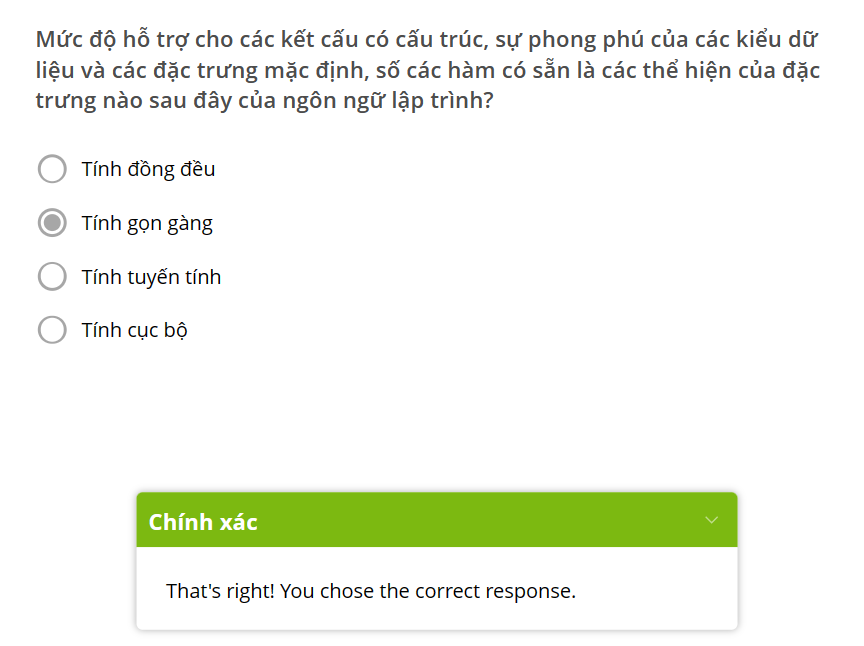 Mức độ hỗ trợ cho các kết cấu có cấu trúc, sự phong phú của các kiểu dữ
liệu và các đặc trưng mặc định, số các hàm có sẵn là các thể hiện của đặc
trưng nào sau đây của ngôn ngữ lập trình?
Tính đồng đều
Tính gọn gàng
Tính tuyến tính
Tính cục bộ
Chính xác
That's right! You chose the correct response.